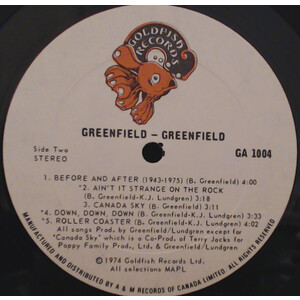 GOLDFISH RECORDS
GREENFIELD – GREENFIELD
Side Two
STEREO
GA 1004
1. BEFORE AND AFTER (1943-1975) (B. Greenfield) 4:00
*2. AIN'T IT STRANGE ON THE ROCK
(B. Greenfield-K.J. Lundgren) 3:18
3. CANADA SKY (B. Greenfield) 3:11
*4. DOWN, DOWN, DOWN (B. Greenfield-K.J. Lundgren) 3:33
*5. ROLLER COASTER (B. Greenfield-K.J. Lundgren) 4:02
All songs Prod. by Greenfield/Lundgren except for
"Canada Sky" which is a Co-Prod. of Terry Jacks for
Poppy Family Prod., Ltd. & Greenfield/Lundgren
℗ 1974 Goldfish Records Ltd.
All selections MAPL
MANUFACTURED AND DISTRIBUTED BY A & M RECORDS OF CANADA LIMITED. ALL RIGHTS RESERVED